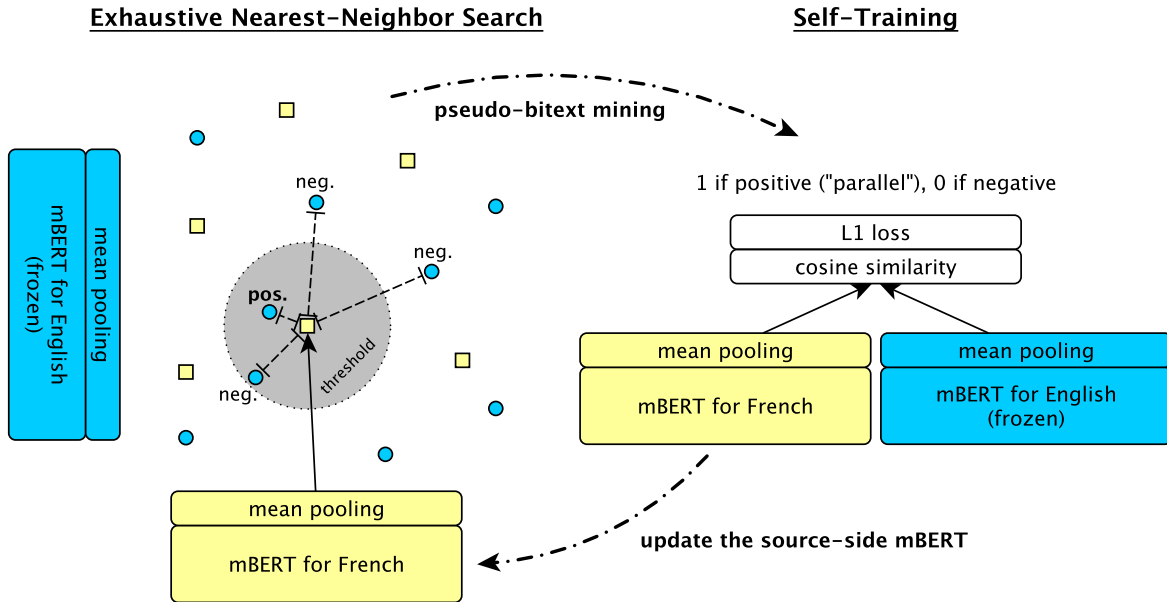 Exhaustive Nearest-Neighbor Search
Self-Training
pseudo-bitext mining
neg.
neg.
pos.
threshold
neg.
mBERT for English
(frozen)
mean pooling
mean pooling
mBERT for French
1 if positive ("parallel"), 0 if negative
L1 loss
cosine similarity
mean pooling
mBERT for French
mean pooling
mBERT for English
(frozen)
update the source-side mBERT